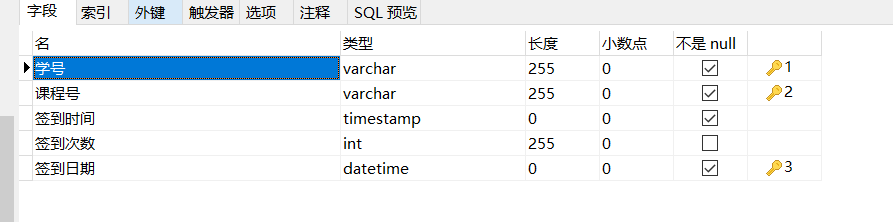 字段 索引 外键 触发器 选项 注释 SQL 预览
名 类型 长度 小数点 不是 null
学号 varchar 255 0 1
课程号 varchar 255 0 2
签到时间 timestamp 0 0
签到次数 int 255 0
签到日期 datetime 0 0 3